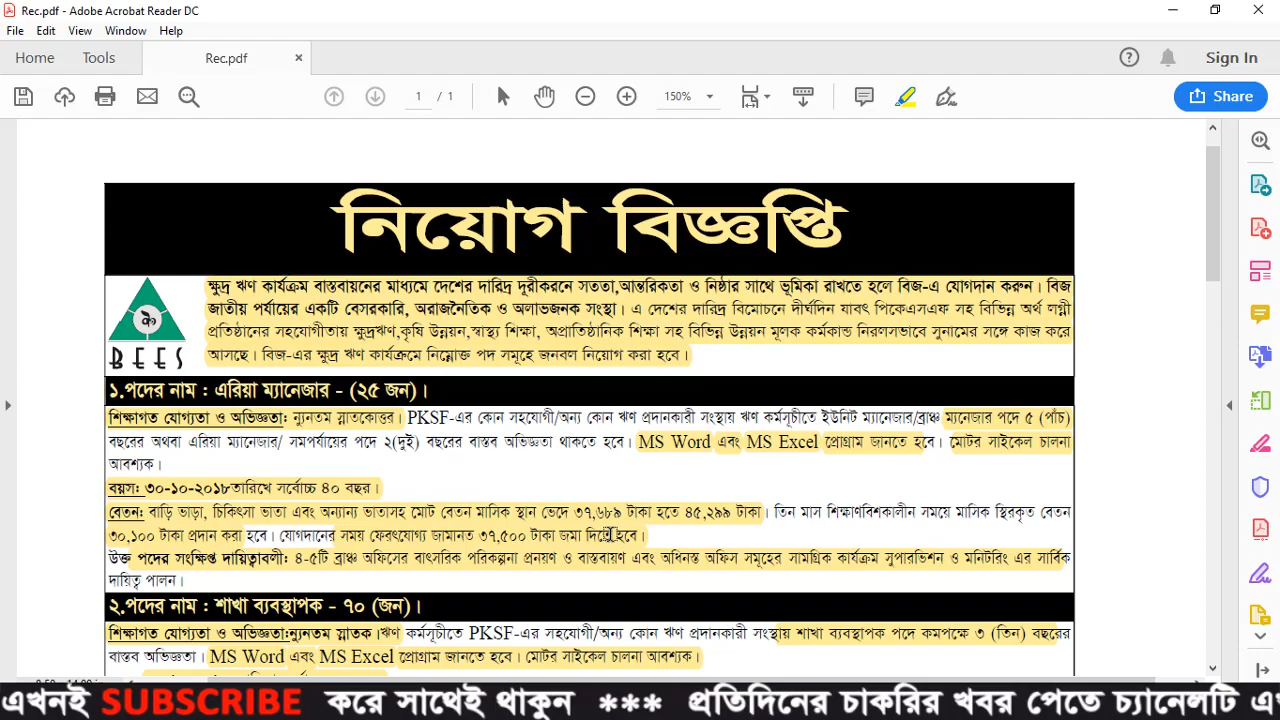 Rec.pdf - Adobe Acrobat Reader DC
File Edit View Window Help
Home Tools Rec.pdf × Sign In
1 / 1 150% Share
নিয়োগ বিজ্ঞপ্তি
ক্ষুদ্র ঋণ কার্যক্রম বাস্তবায়নের মাধ্যমে দেশের দারিদ্র দূরীকরনে সততা,আন্তরিকতা ও নিষ্ঠার সাথে ভূমিকা রাখতে হলে বিজ-এ যোগদান করুন। বিজ
জাতীয় পর্যায়ের একটি বেসরকারি, অরাজনৈতিক ও অলাভজনক সংস্থা। এ দেশের দারিদ্র বিমোচনে দীর্ঘদিন যাবৎ পিকেএসএফ সহ বিভিন্ন অর্থ লগ্নী
প্রতিষ্ঠানের সহযোগীতায় ক্ষুদ্রঋণ,কৃষি উন্নয়ন,স্বাস্থ্য শিক্ষা, অপ্রাতিষ্ঠানিক শিক্ষা সহ বিভিন্ন উন্নয়ন মূলক কর্মকাণ্ড নিরলসভাবে সুনামের সঙ্গে কাজ করে
BEES আসছে। বিজ-এর ক্ষুদ্র ঋণ কার্যক্রমে নিম্নোক্ত পদ সমূহে জনবল নিয়োগ করা হবে।
১.পদের নাম : এরিয়া ম্যানেজার - (২৫ জন)।
শিক্ষাগত যোগ্যতা ও অভিজ্ঞতা: ন্যুনতম স্নাতকোত্তর। PKSF-এর কোন সহযোগী/অন্য কোন ঋণ প্রদানকারী সংস্থায় ঋণ কর্মসূচীতে ইউনিট ম্যানেজার/ব্রাঞ্চ ম্যনেজার পদে ৫ (পাঁচ)
বছরের অথবা এরিয়া ম্যানেজার/ সমপর্যায়ের পদে ২(দুই) বছরের বাস্তব অভিজ্ঞতা থাকতে হবে। MS Word এবং MS Excel প্রোগ্রাম জানতে হবে। মোটর সাইকেল চালনা
আবশ্যক।
বয়স: ৩০-১০-২০১৮তারিখে সর্বোচ্চ ৪০ বছর।
বেতন: বাড়ি ভাড়া, চিকিৎসা ভাতা এবং অন্যান্য ভাতাসহ মোট বেতন মাসিক স্থান ভেদে ৩৭,৬৮৯ টাকা হতে ৪৫,২৯৯ টাকা। তিন মাস শিক্ষাণবিশকালীন সময়ে মাসিক স্থিরকৃত বেতন
৩০,১০০ টাকা প্রদান করা হবে। যোগদানের সময় ফেরৎযোগ্য জামানত ৩৭,৫০০ টাকা জমা দিতে হবে।
উক্ত পদের সংক্ষিপ্ত দায়িত্বাবলী: ৪-৫টি ব্রাঞ্চ অফিসের বাৎসরিক পরিকল্পনা প্রনয়ণ ও বাস্তবায়ণ এবং অধিনস্ত অফিস সমূহের সামগ্রিক কার্যক্রম সুপারভিশন ও মনিটরিং এর সার্বিক
দায়িত্ব পালন।
২.পদের নাম : শাখা ব্যবস্থাপক - ৭০ (জন)।
শিক্ষাগত যোগ্যতা ও অভিজ্ঞতা:ন্যুনতম স্নাতক।ঋণ কর্মসূচীতে PKSF-এর সহযোগী/অন্য কোন ঋণ প্রদানকারী সংস্থায় শাখা ব্যবস্থাপক পদে কমপক্ষে ৩ (তিন) বছরের
বাস্তব অভিজ্ঞতা। MS Word এবং MS Excel প্রোগ্রাম জানতে হবে। মোটর সাইকেল চালনা আবশ্যক।
এখনই SUBSCRIBE করে সাথেই থাকুন *** প্রতিদিনের চাকরির খবর পেতে চ্যানেলটি এ